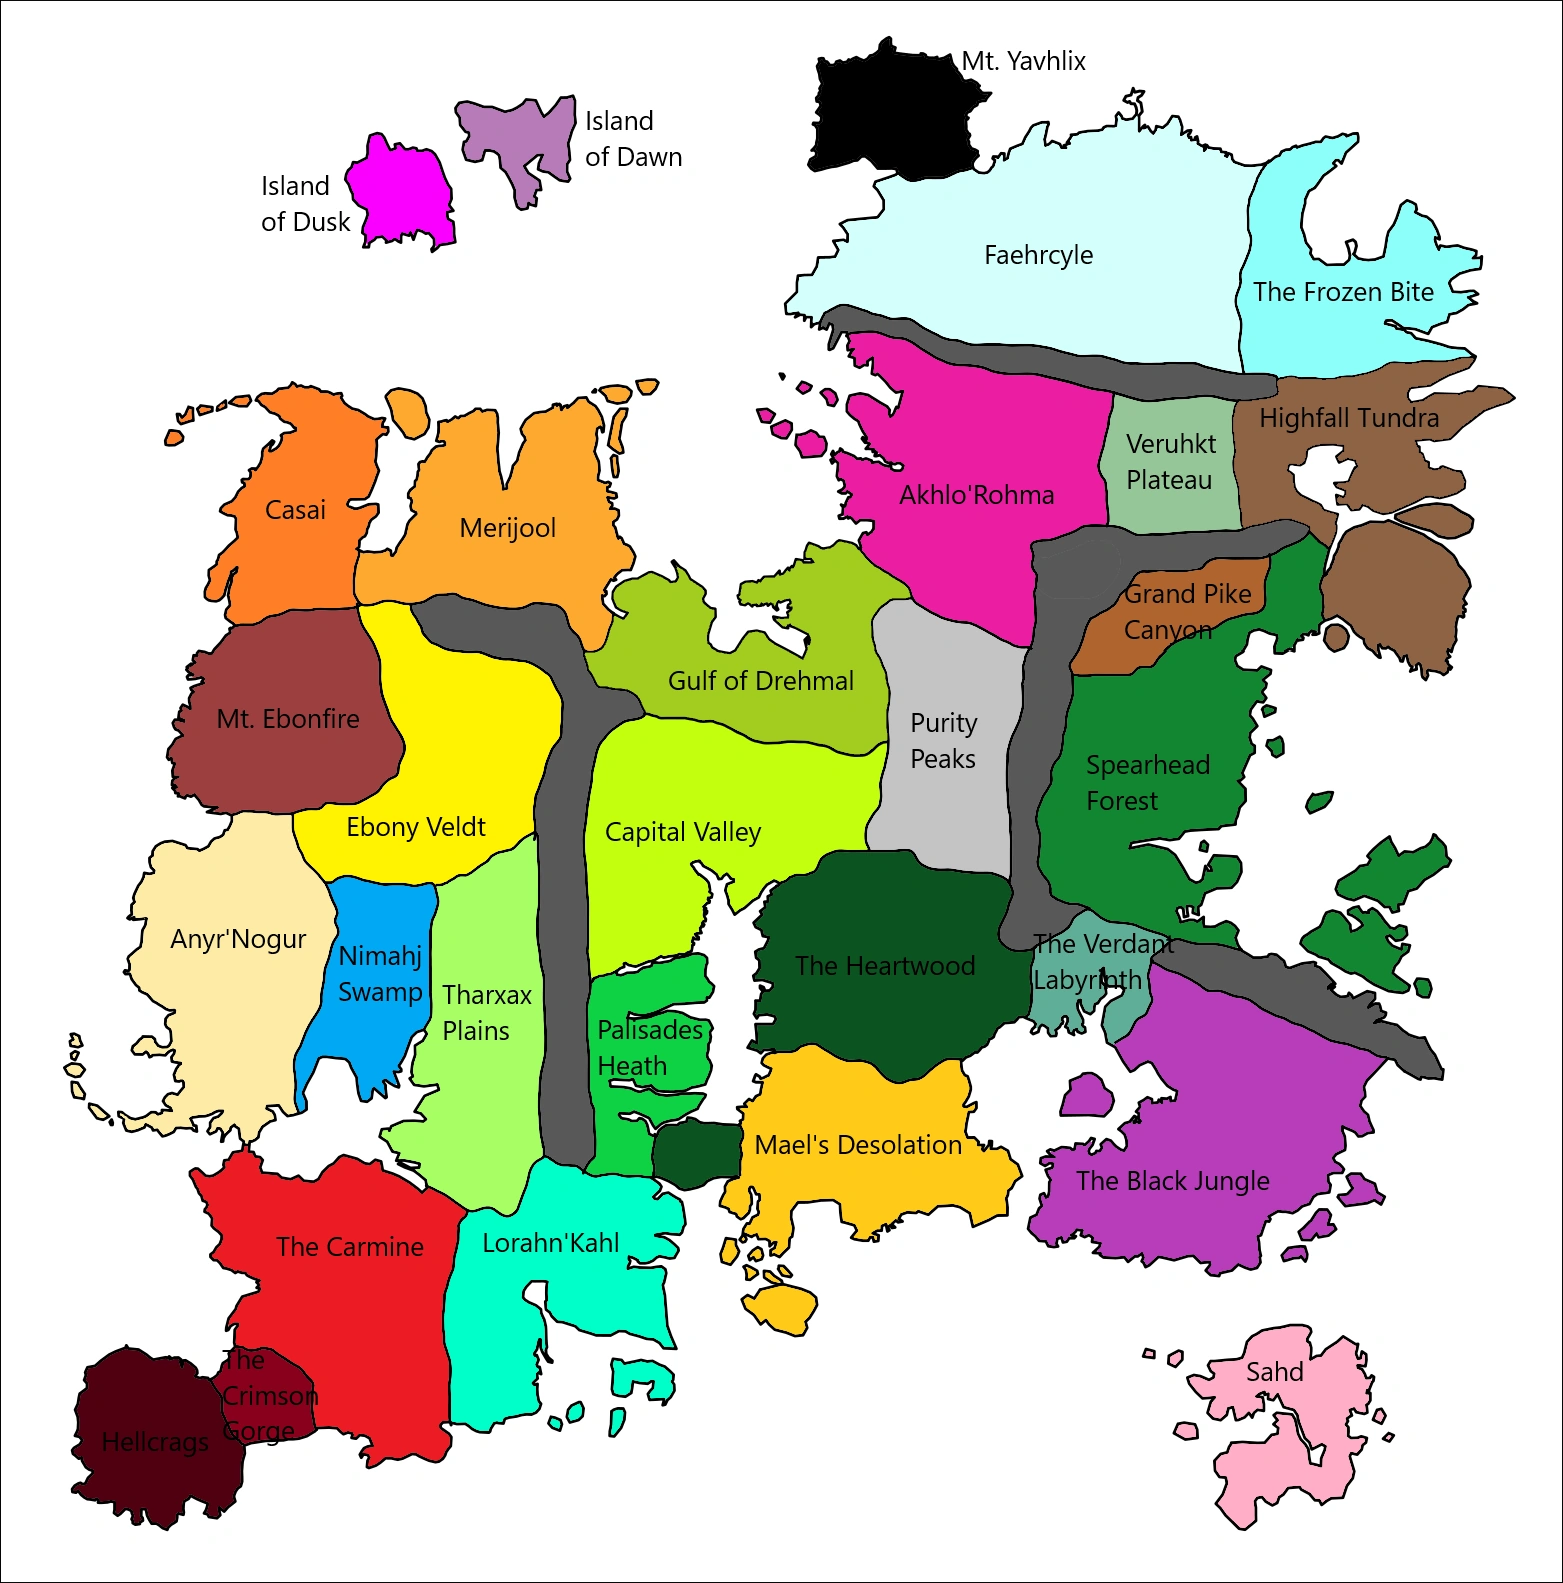 Mt. Yavhlix
Island
of Dawn
Island
of Dusk
Faehrcyle
The Frozen Bite
Highfall Tundra
Veruhkt
Plateau
Akhlo'Rohma
Casai
Merijool
Grand Pike
Canyon
Gulf of Drehmal
Mt. Ebonfire
Purity
Peaks
Spearhead
Forest
Ebony Veldt
Capital Valley
Anyr'Nogur
Nimahj
Swamp
The Heartwood
The Verdant
Labyrinth
Tharxax
Plains
Palisades
Heath
Mael's Desolation
The Black Jungle
The Carmine
Lorahn'Kahl
The
Crimson
Gorge
Hellcrags
Sahd